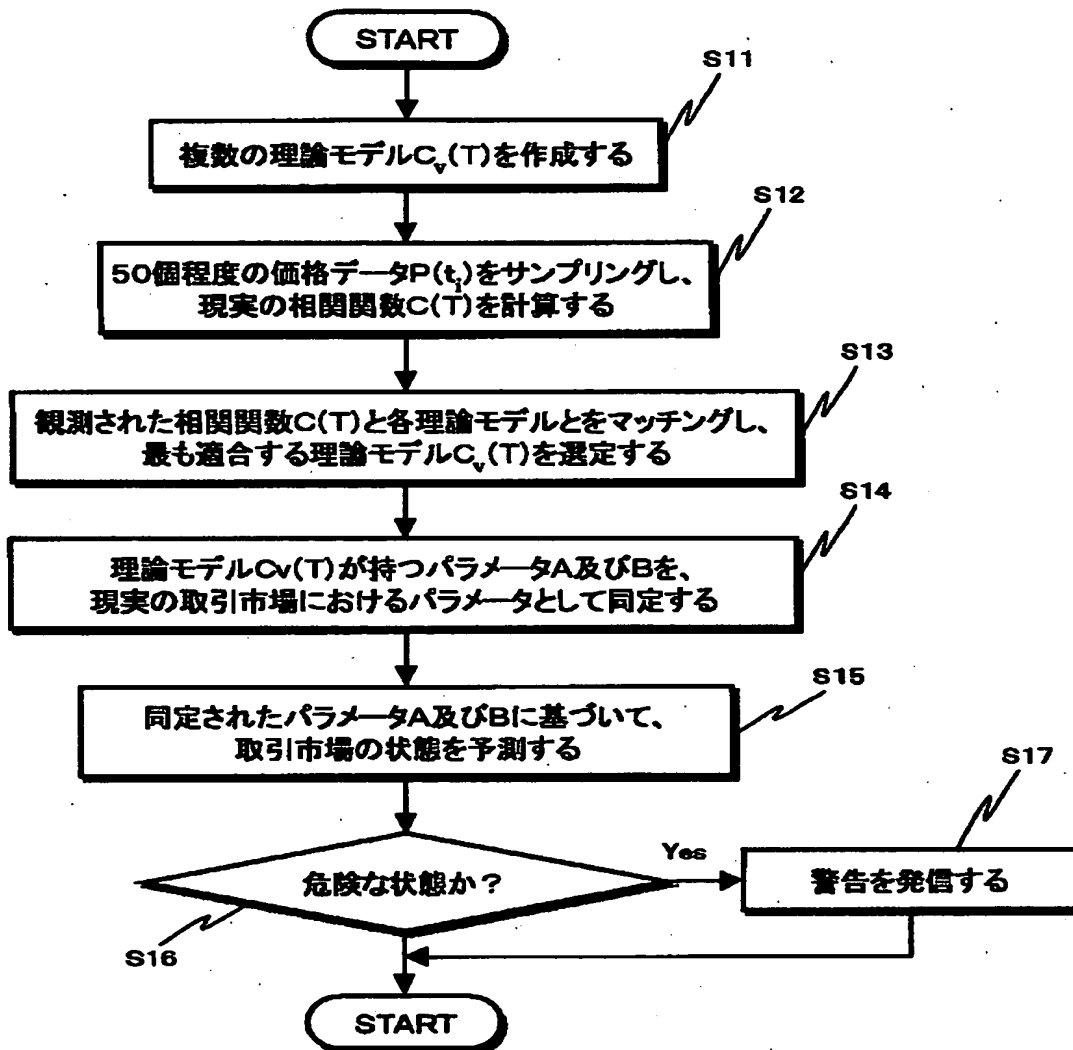 START
S11
複数の理論モデルCv(T)を作成する
S12
50個程度の価格データP(ti)をサンプリングし、
現実の相関関数C(T)を計算する
S13
観測された相関関数C(T)と各理論モデルとをマッチングし、
最も適合する理論モデルCv(T)を選定する
S14
理論モデルCv(T)が持つパラメータA及びBを、
現実の取引市場におけるパラメータとして同定する
S15
同定されたパラメータA及びBに基づいて、
取引市場の状態を予測する
S17
Yes
危険な状態か?
警告を発信する
S16
START